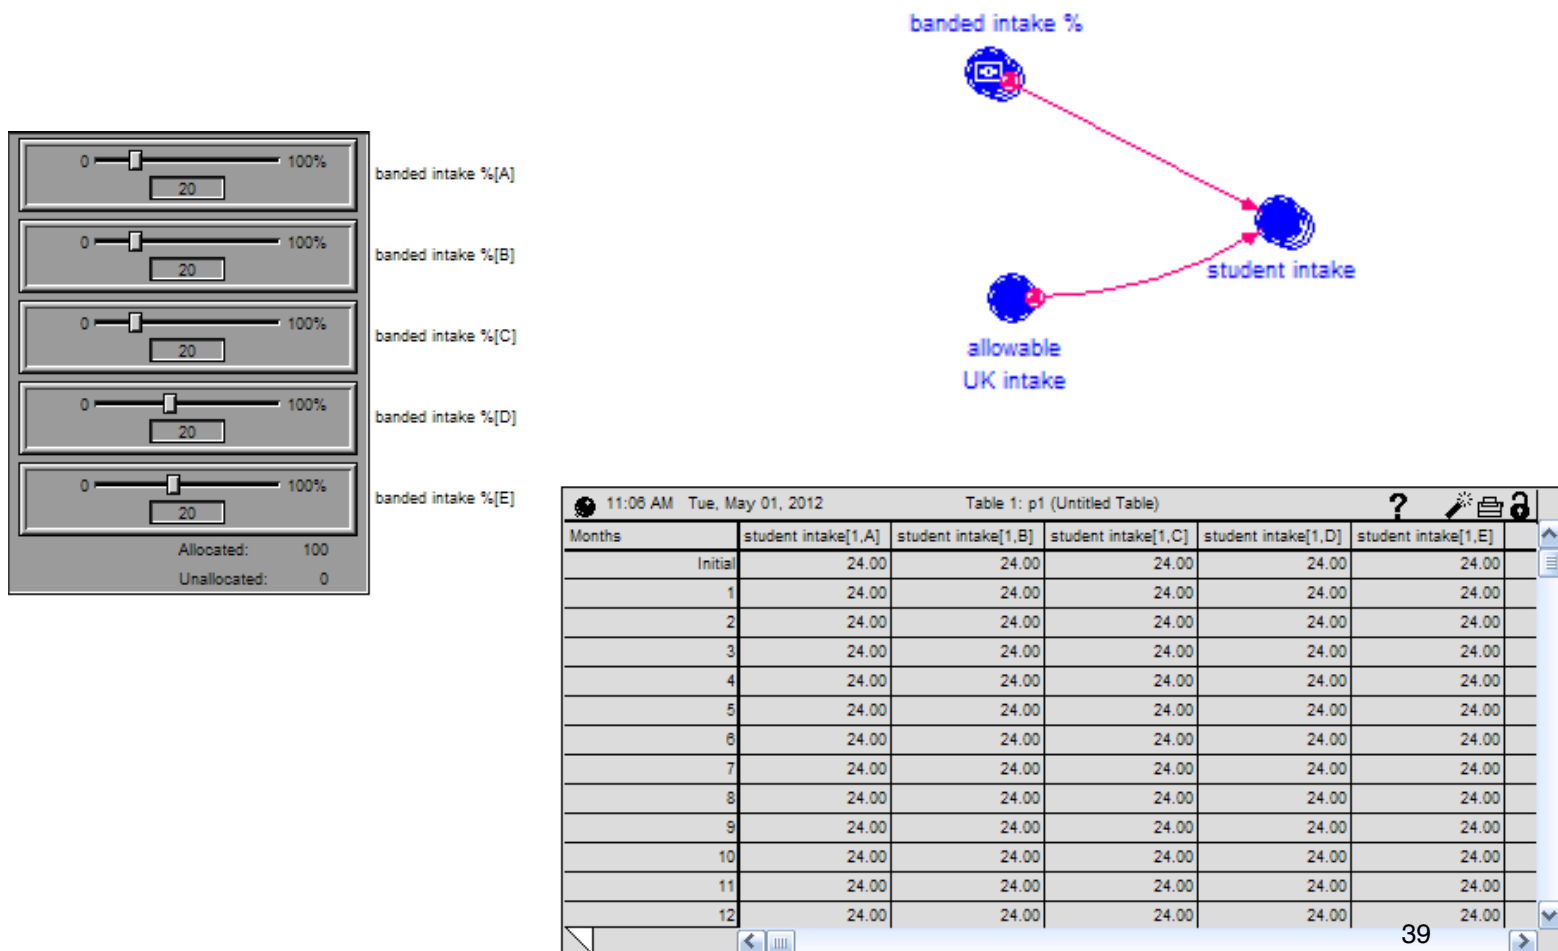 banded intake %
student intake
allowable
UK intake
0 100%
20
banded intake %[A]
0 100%
20
banded intake %[B]
0 100%
20
banded intake %[C]
0 100%
20
banded intake %[D]
0 100%
20
banded intake %[E]
Allocated: 100
Unallocated: 0
11:06 AM Tue, May 01, 2012 Table 1: p1 (Untitled Table) ?
Months student intake[1,A] student intake[1,B] student intake[1,C] student intake[1,D] student intake[1,E]
Initial 24.00 24.00 24.00 24.00 24.00
1 24.00 24.00 24.00 24.00 24.00
2 24.00 24.00 24.00 24.00 24.00
3 24.00 24.00 24.00 24.00 24.00
4 24.00 24.00 24.00 24.00 24.00
5 24.00 24.00 24.00 24.00 24.00
6 24.00 24.00 24.00 24.00 24.00
7 24.00 24.00 24.00 24.00 24.00
8 24.00 24.00 24.00 24.00 24.00
9 24.00 24.00 24.00 24.00 24.00
10 24.00 24.00 24.00 24.00 24.00
11 24.00 24.00 24.00 24.00 24.00
12 24.00 24.00 24.00 24.00 24.00
39